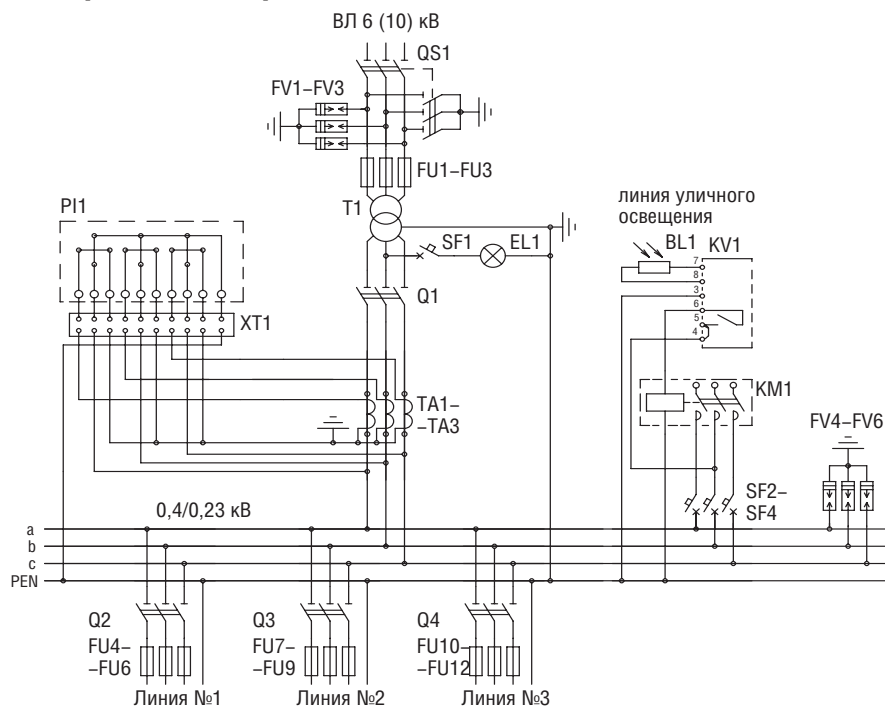 ВЛ 6 (10) кВ
QS1
FV1–FV3
FU1–FU3
T1
PI1
SF1
EL1
Q1
XT1
TA1–
–TA3
линия уличного
освещения
BL1
KV1
7
8
3
6
5
4
KM1
FV4–FV6
SF2–
SF4
0,4/0,23 кВ
a
b
c
PEN
Q2
FU4–
–FU6
Q3
FU7–
–FU9
Q4
FU10–
–FU12
Линия №1
Линия №2
Линия №3